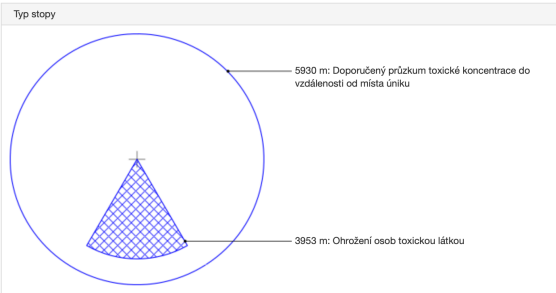 Typ stopy
5930 m: Doporučený průzkum toxické koncentrace do
vzdálenosti od místa úniku
3953 m: Ohrožení osob toxickou látkou